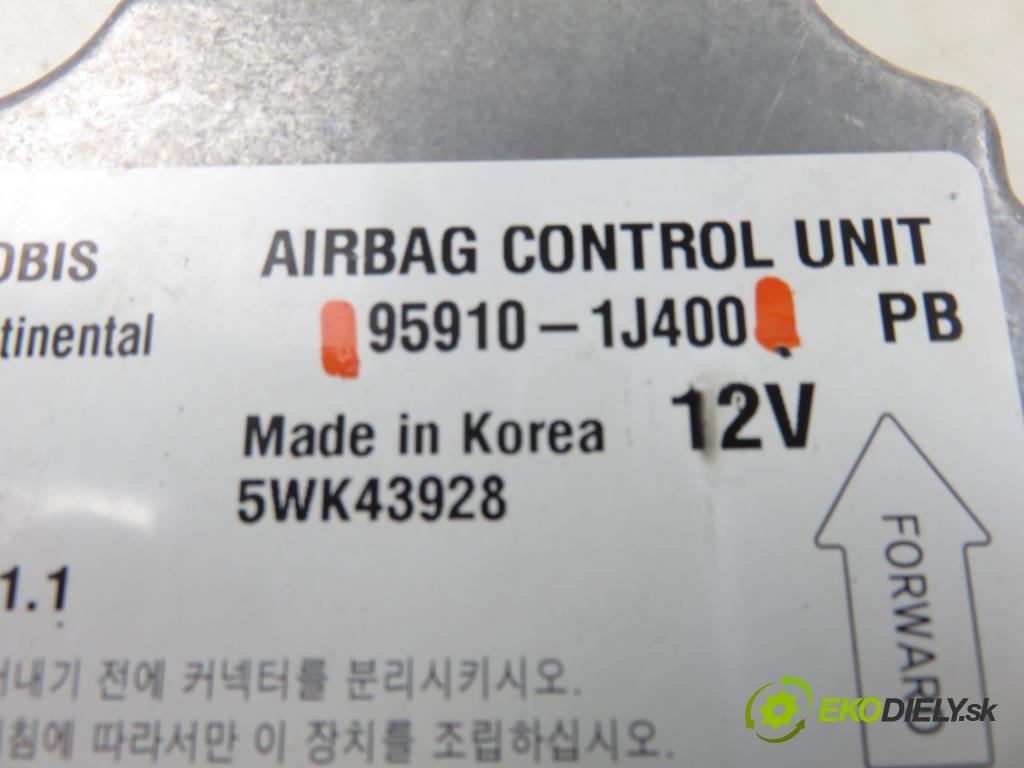 OBIS AIRBAG CONTROL UNIT
tinental 95910-1J400 PB
Made in Korea 12V
5WK43928
FORWARD
1.1
내기 전에 커넥터를 분리시키시오.
침에 따라서만 이 장치를 조립하십시오.
EKODIELY.sk